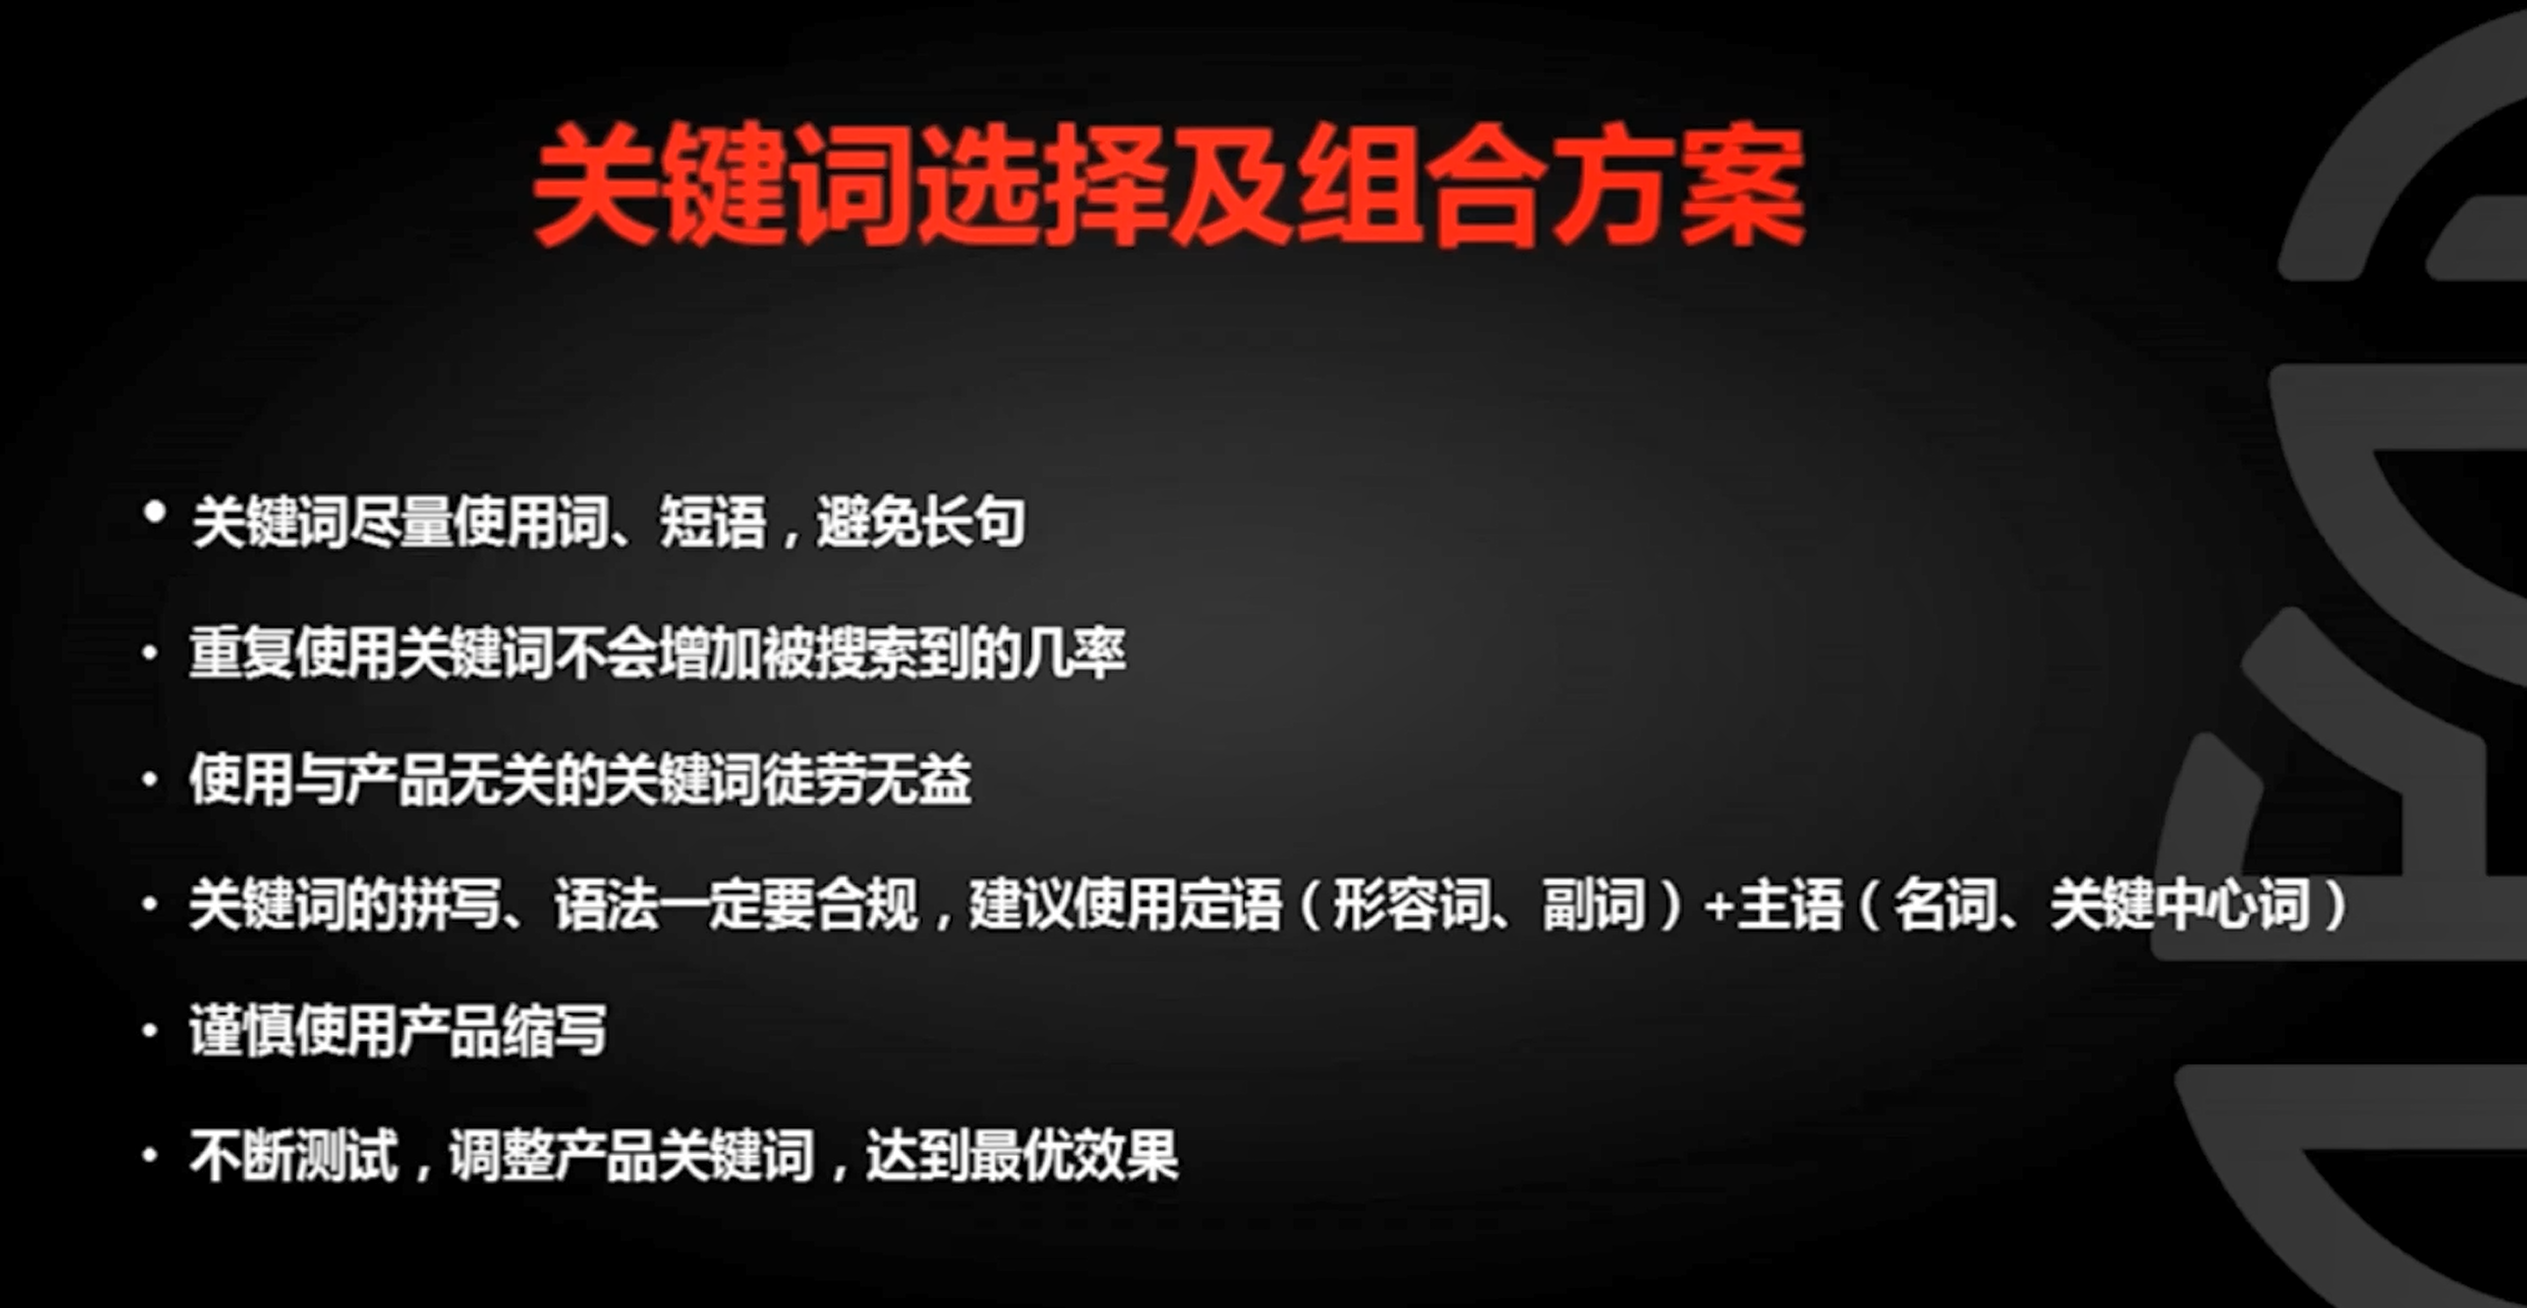 关键词选择及组合方案
• 关键词尽量使用词、短语，避免长句
• 重复使用关键词不会增加被搜索到的几率
• 使用与产品无关的关键词徒劳无益
• 关键词的拼写、语法一定要合规，建议使用定语（形容词、副词）+主语（名词、关键中心词）
• 谨慎使用产品缩写
• 不断测试，调整产品关键词，达到最优效果